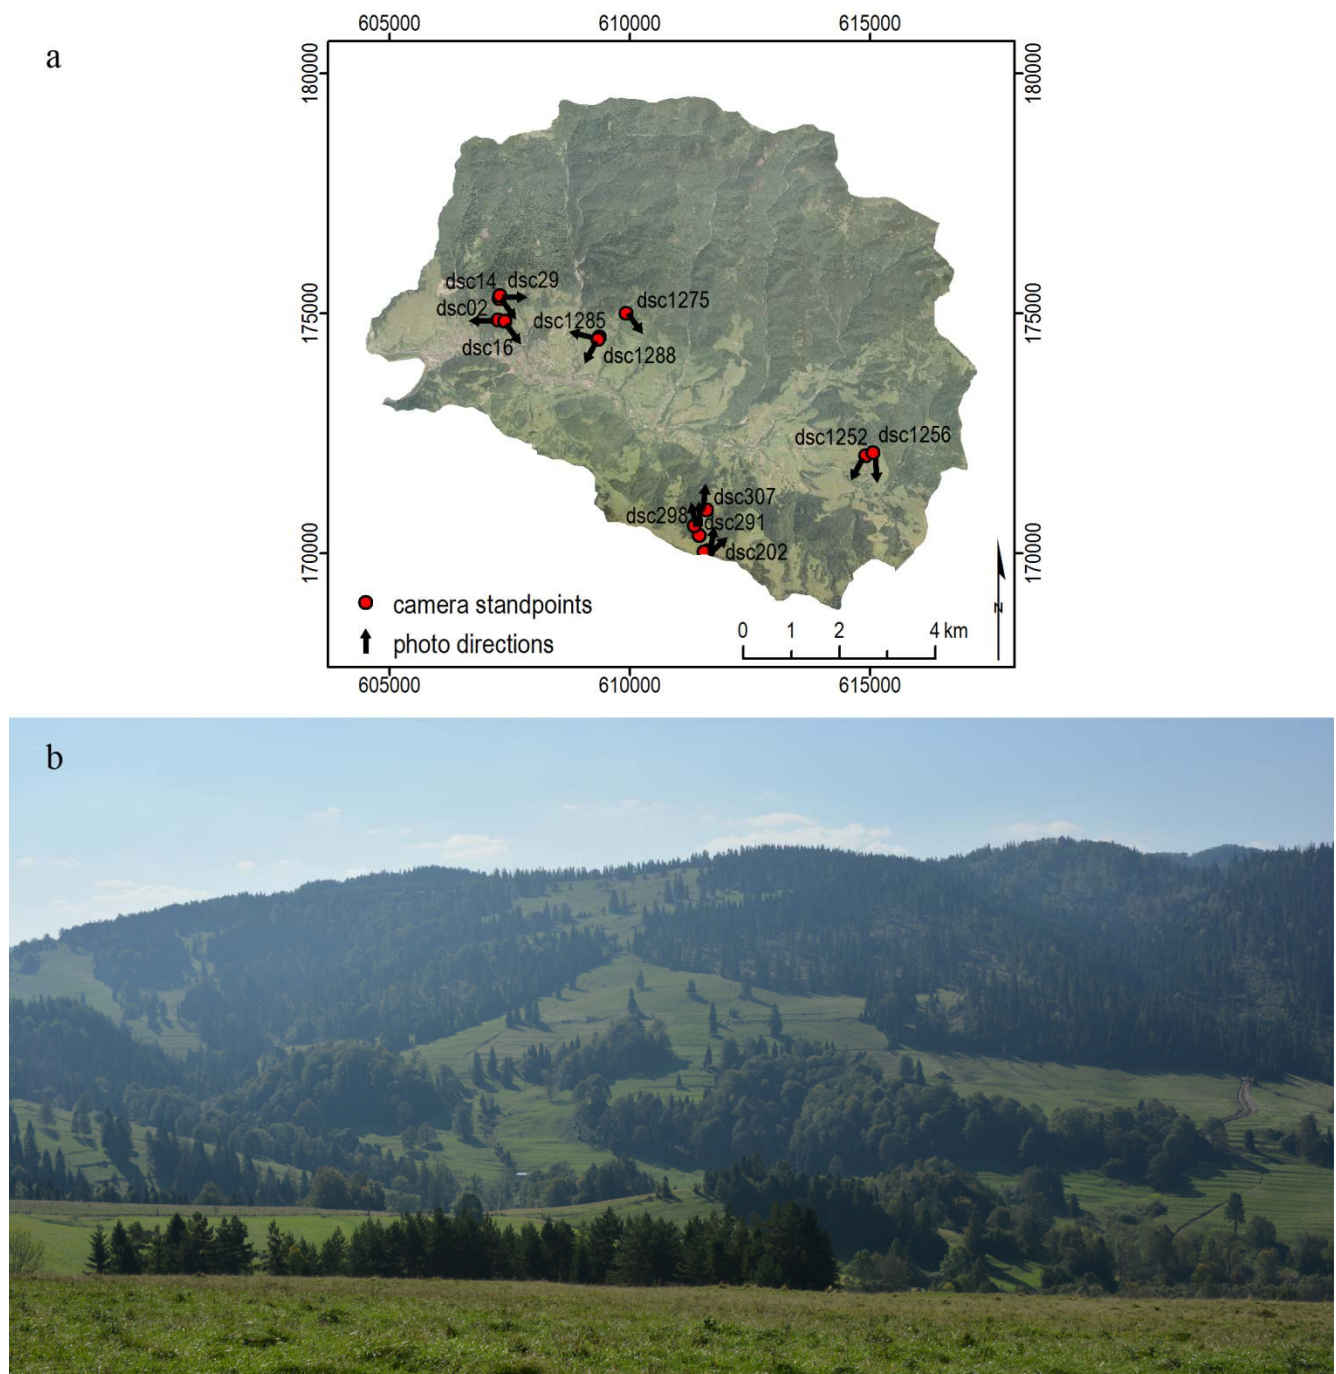 a
605000 610000 615000
180000 180000
dsc14 dsc29
175000 175000
dsc02 dsc1285 dsc1275
dsc16 dsc1288
dsc1252 dsc1256
dsc307
dsc298 dsc291
170000 170000
dsc202
camera standpoints
photo directions
0 1 2 4 km
N
605000 610000 615000
b